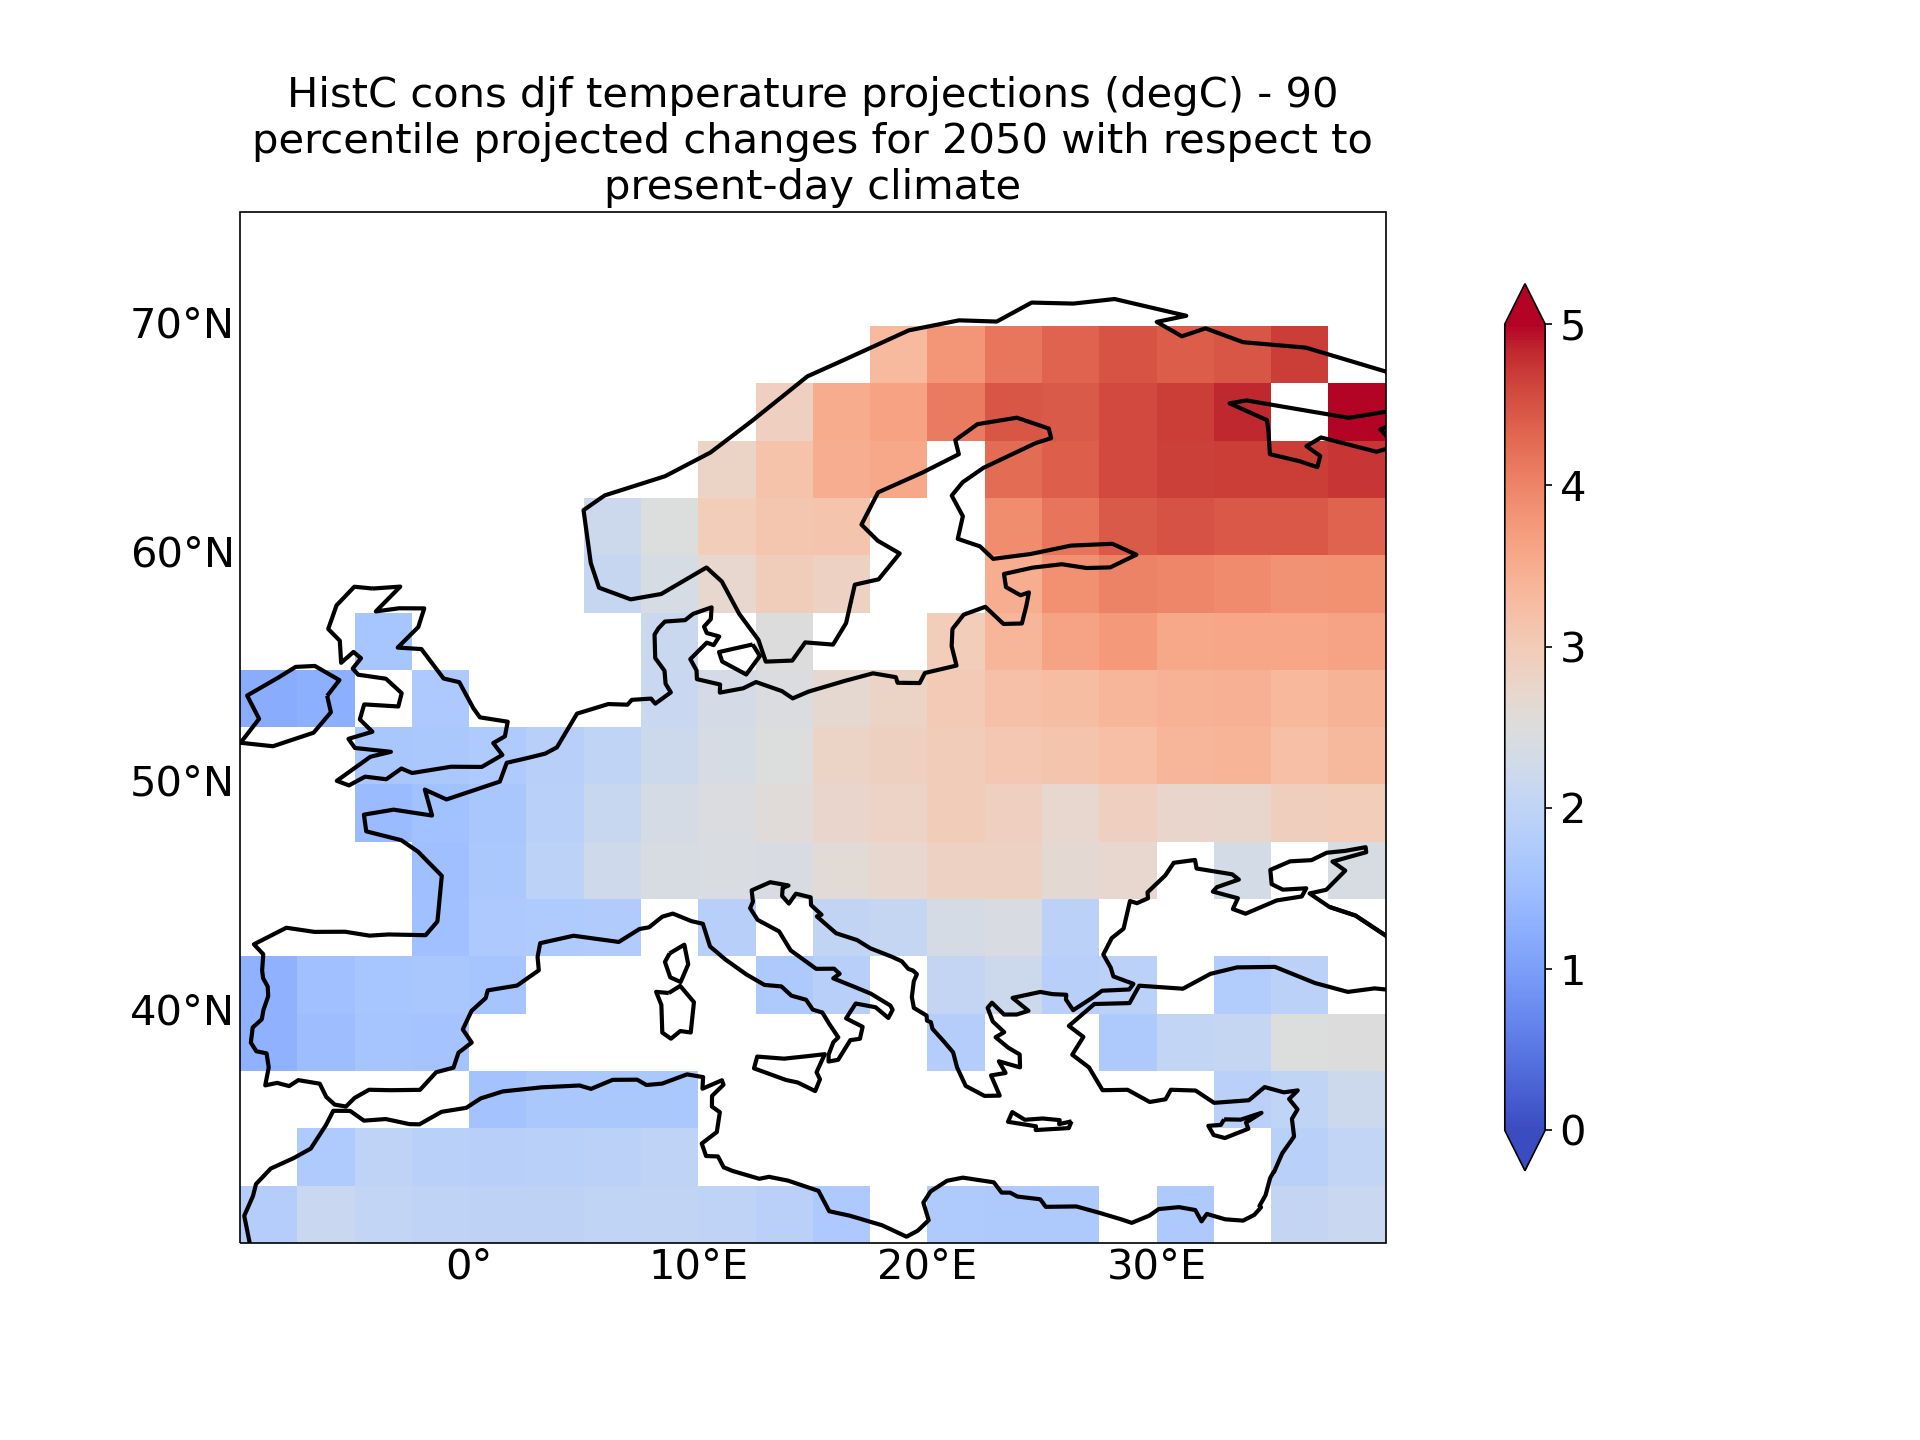 HistC cons djf temperature projections (degC) - 90
percentile projected changes for 2050 with respect to
present-day climate
70°N
60°N
50°N
40°N
0°
10°E
20°E
30°E
5
4
3
2
1
0